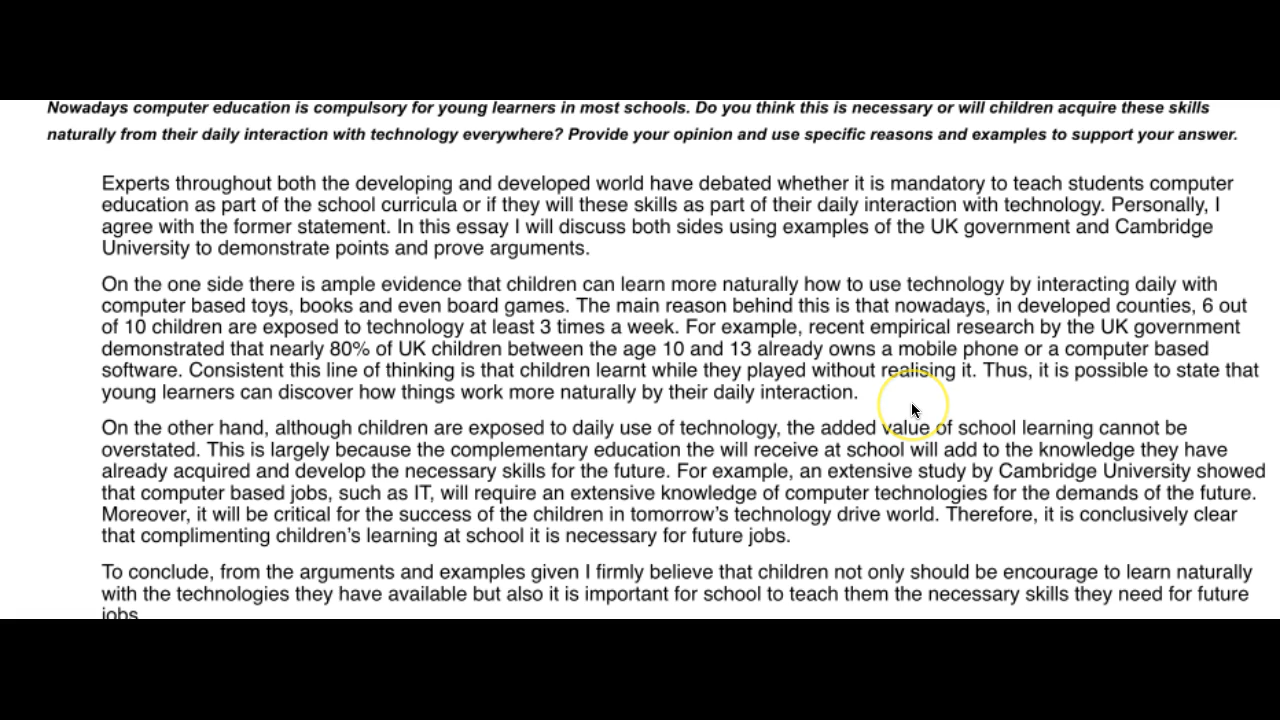 Nowadays computer education is compulsory for young learners in most schools. Do you think this is necessary or will children acquire these skills
naturally from their daily interaction with technology everywhere? Provide your opinion and use specific reasons and examples to support your answer.
Experts throughout both the developing and developed world have debated whether it is mandatory to teach students computer
education as part of the school curricula or if they will these skills as part of their daily interaction with technology. Personally, I
agree with the former statement. In this essay I will discuss both sides using examples of the UK government and Cambridge
University to demonstrate points and prove arguments.
On the one side there is ample evidence that children can learn more naturally how to use technology by interacting daily with
computer based toys, books and even board games. The main reason behind this is that nowadays, in developed counties, 6 out
of 10 children are exposed to technology at least 3 times a week. For example, recent empirical research by the UK government
demonstrated that nearly 80% of UK children between the age 10 and 13 already owns a mobile phone or a computer based
software. Consistent this line of thinking is that children learnt while they played without realising it. Thus, it is possible to state that
young learners can discover how things work more naturally by their daily interaction.
On the other hand, although children are exposed to daily use of technology, the added value of school learning cannot be
overstated. This is largely because the complementary education the will receive at school will add to the knowledge they have
already acquired and develop the necessary skills for the future. For example, an extensive study by Cambridge University showed
that computer based jobs, such as IT, will require an extensive knowledge of computer technologies for the demands of the future.
Moreover, it will be critical for the success of the children in tomorrow's technology drive world. Therefore, it is conclusively clear
that complimenting children's learning at school it is necessary for future jobs.
To conclude, from the arguments and examples given I firmly believe that children not only should be encourage to learn naturally
with the technologies they have available but also it is important for school to teach them the necessary skills they need for future
jobs.